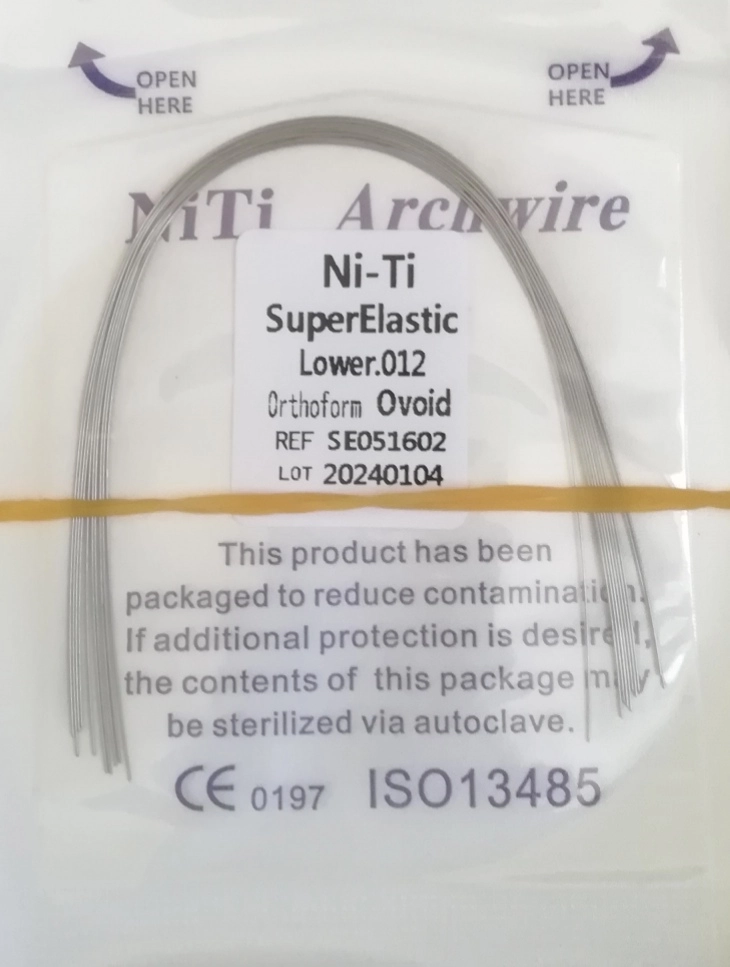 OPEN
HERE
OPEN
HERE
NiTi Archwire
Ni-Ti
SuperElastic
Lower.012
Orthoform Ovoid
REF SE051602
LOT 20240104
This product has been
packaged to reduce contamination.
If additional protection is desired,
the contents of this package may
be sterilized via autoclave.
CE 0197 ISO13485